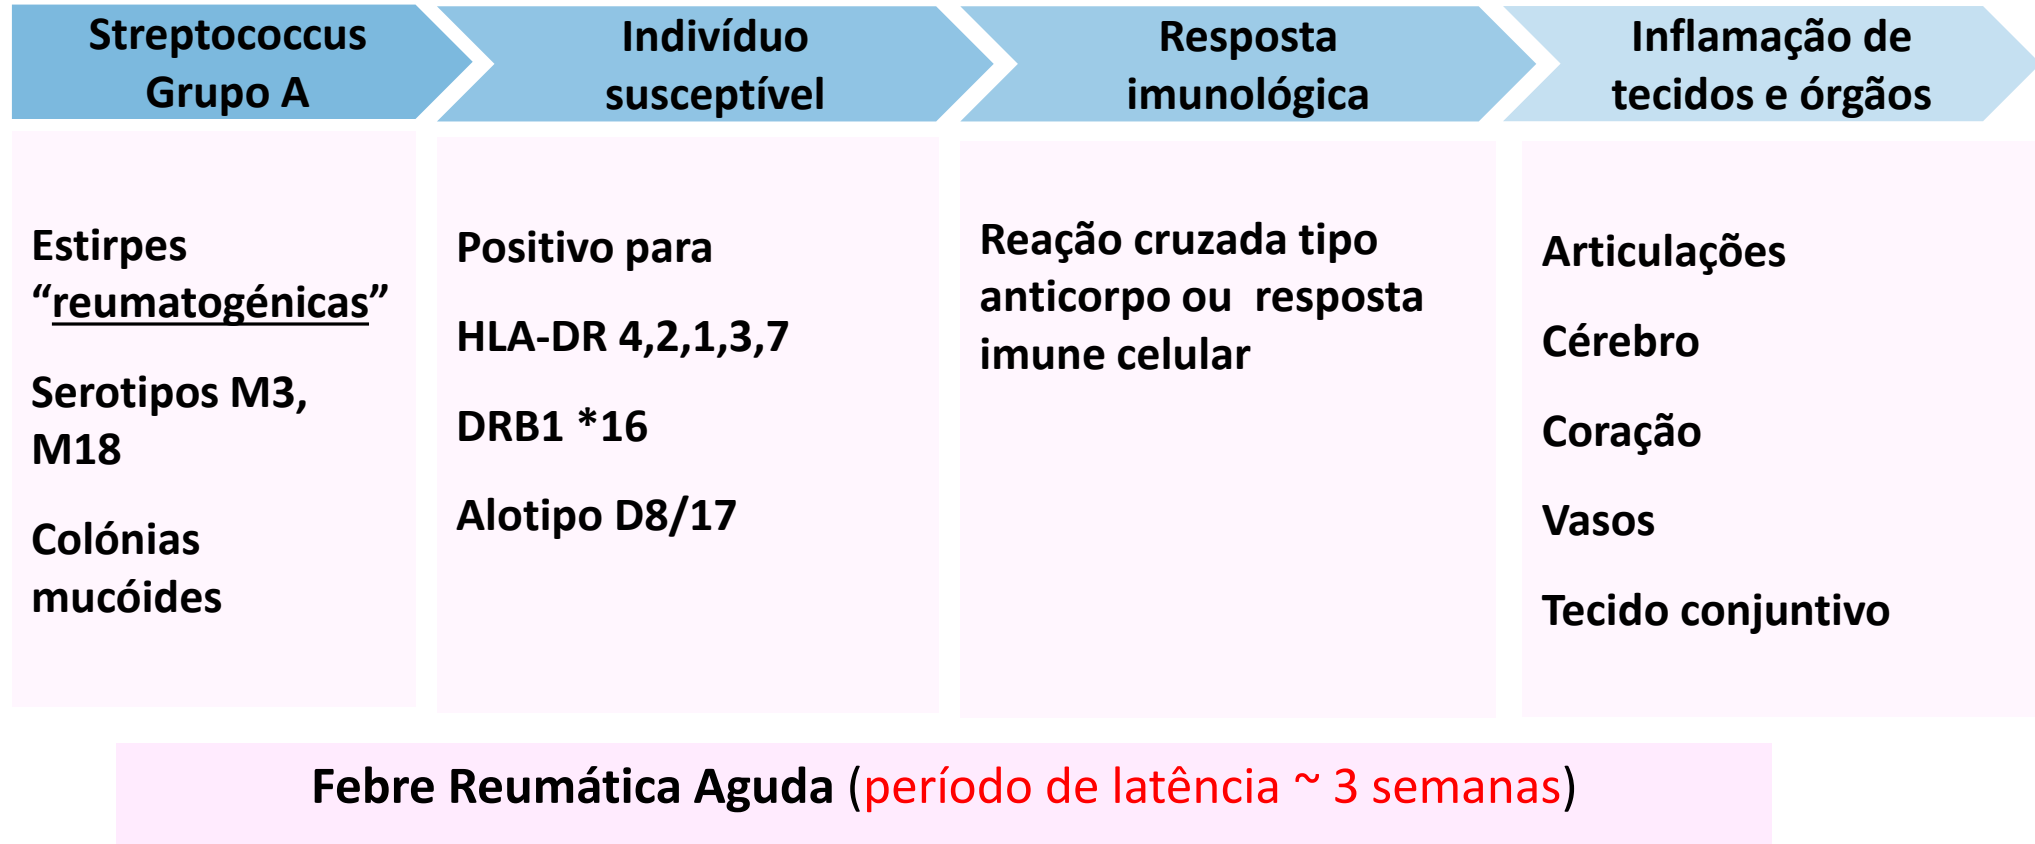 Streptococcus
Grupo A
Indivíduo
susceptível
Resposta
imunológica
Inflamação de
tecidos e órgãos
Estirpes
“reumatogénicas”
Serotipos M3,
M18
Colónias
mucóides
Positivo para
HLA-DR 4,2,1,3,7
DRB1 *16
Alotipo D8/17
Reação cruzada tipo
anticorpo ou  resposta
imune celular
Articulações
Cérebro
Coração
Vasos
Tecido conjuntivo
Febre Reumática Aguda (período de latência ~ 3 semanas)